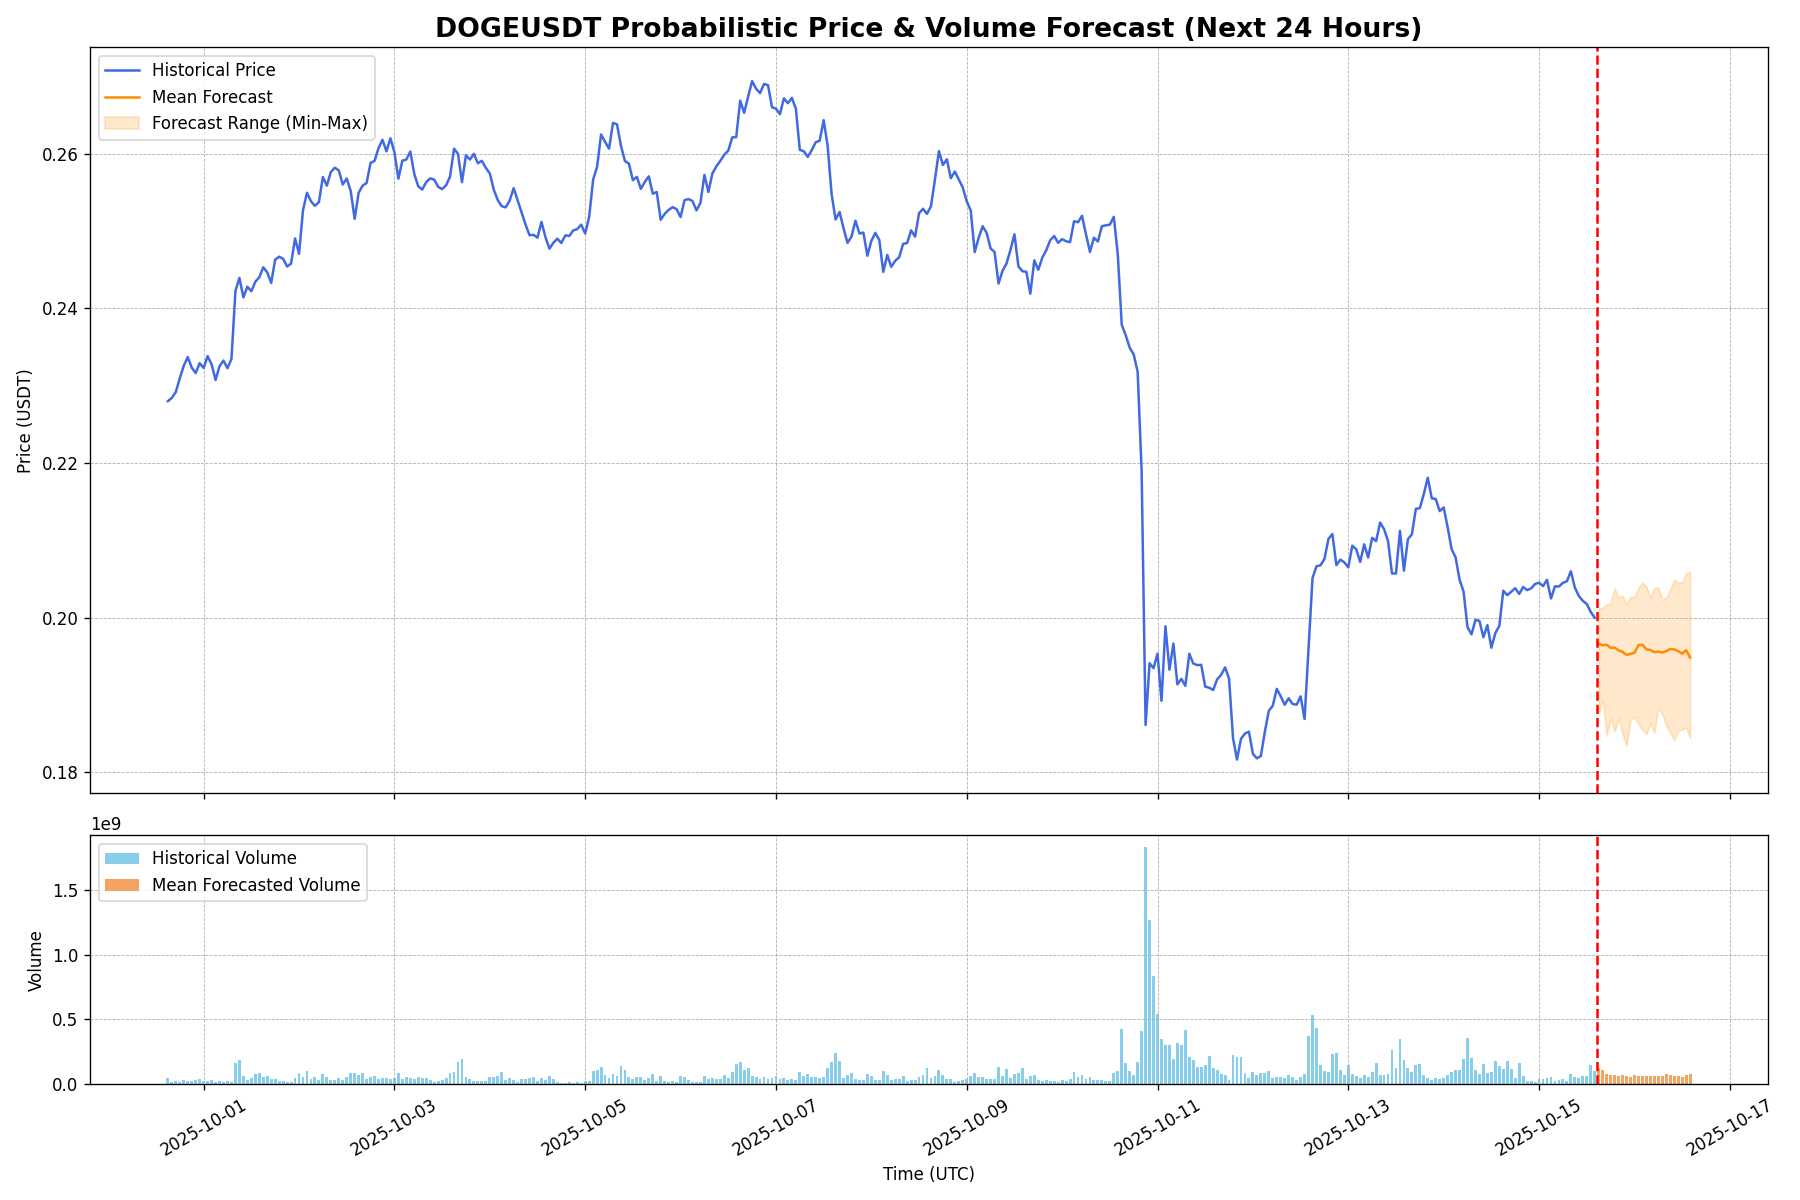 DOGEUSDT Probabilistic Price & Volume Forecast (Next 24 Hours)
Historical Price
Mean Forecast
Forecast Range (Min-Max)
Price (USDT)
0.26
0.24
0.22
0.20
0.18
1e9
Historical Volume
Mean Forecasted Volume
Volume
1.5
1.0
0.5
0.0
2025-10-01
2025-10-03
2025-10-05
2025-10-07
2025-10-09
2025-10-11
2025-10-13
2025-10-15
2025-10-17
Time (UTC)